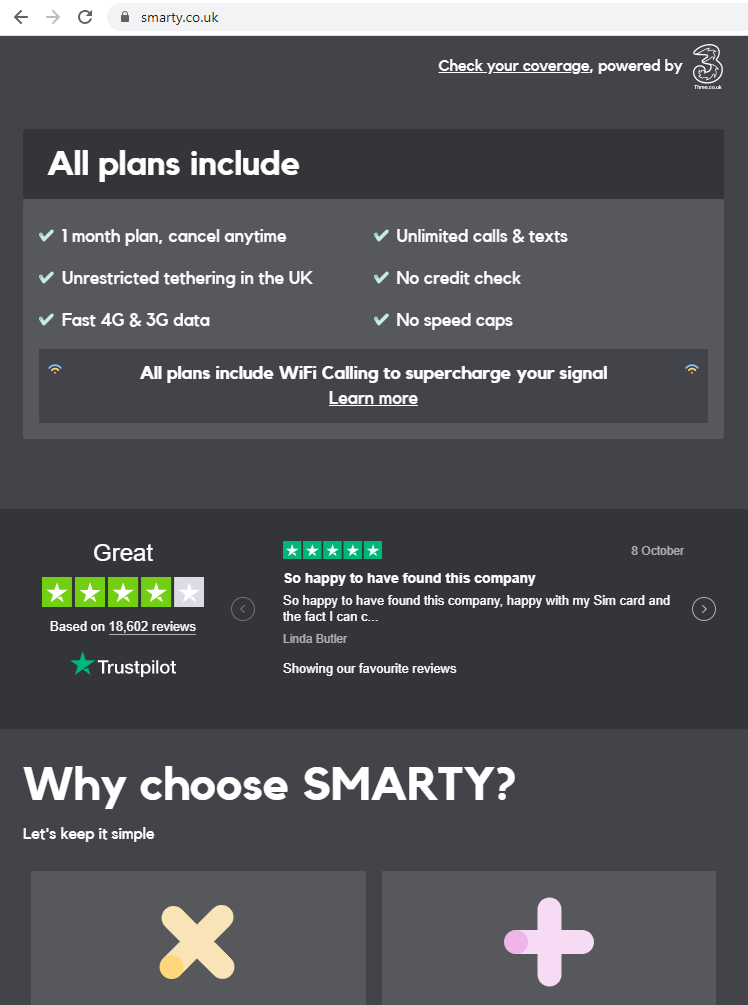 smarty.co.uk
Check your coverage, powered by
Three.co.uk
All plans include
1 month plan, cancel anytime
Unlimited calls & texts
Unrestricted tethering in the UK
No credit check
Fast 4G & 3G data
No speed caps
All plans include WiFi Calling to supercharge your signal
Learn more
Great
Based on 18,602 reviews
Trustpilot
8 October
So happy to have found this company
So happy to have found this company, happy with my Sim card and
the fact I can c...
Linda Butler
Showing our favourite reviews
Why choose SMARTY?
Let's keep it simple